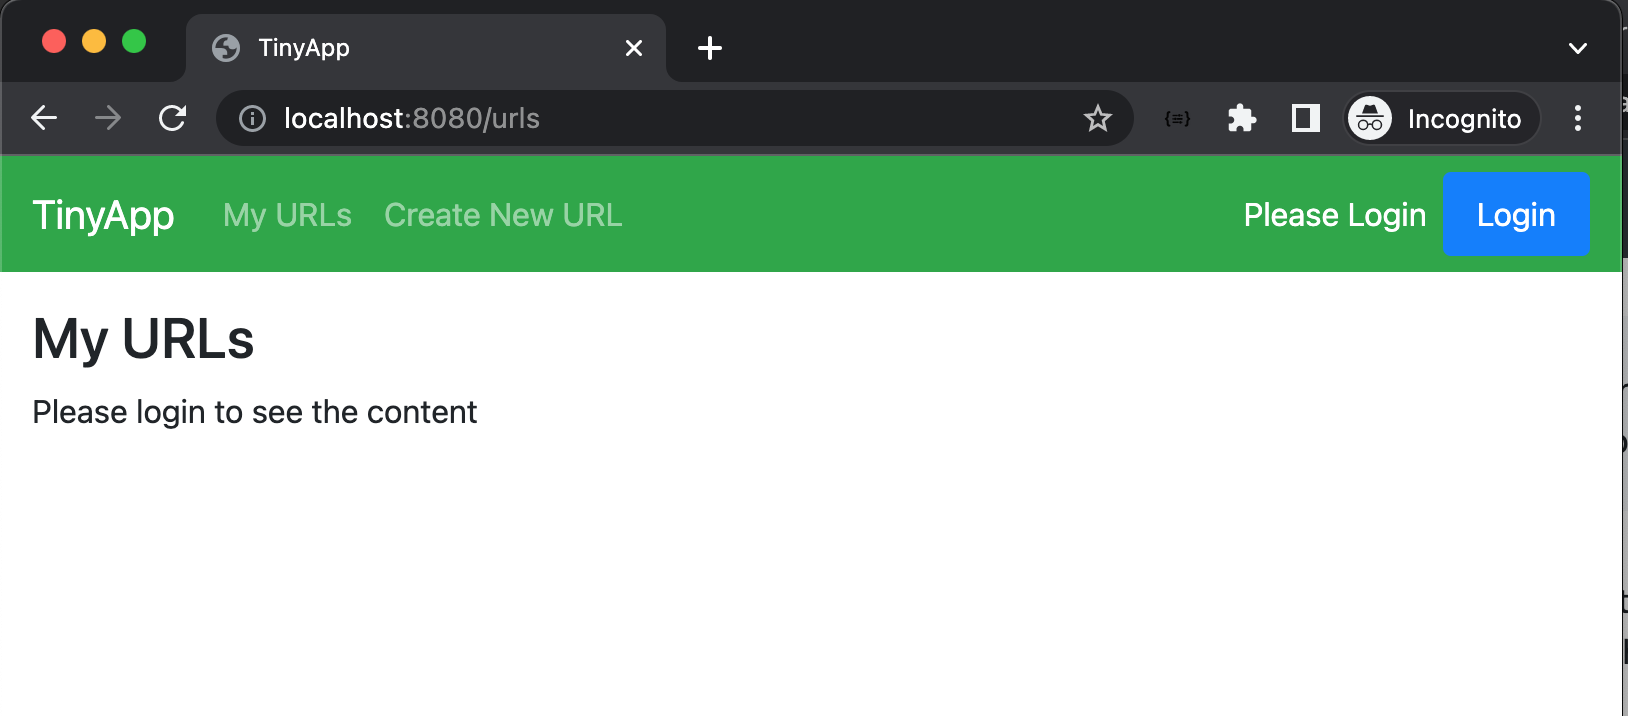 TinyApp
localhost:8080/urls
Incognito
TinyApp My URLs Create New URL Please Login Login
My URLs
Please login to see the content